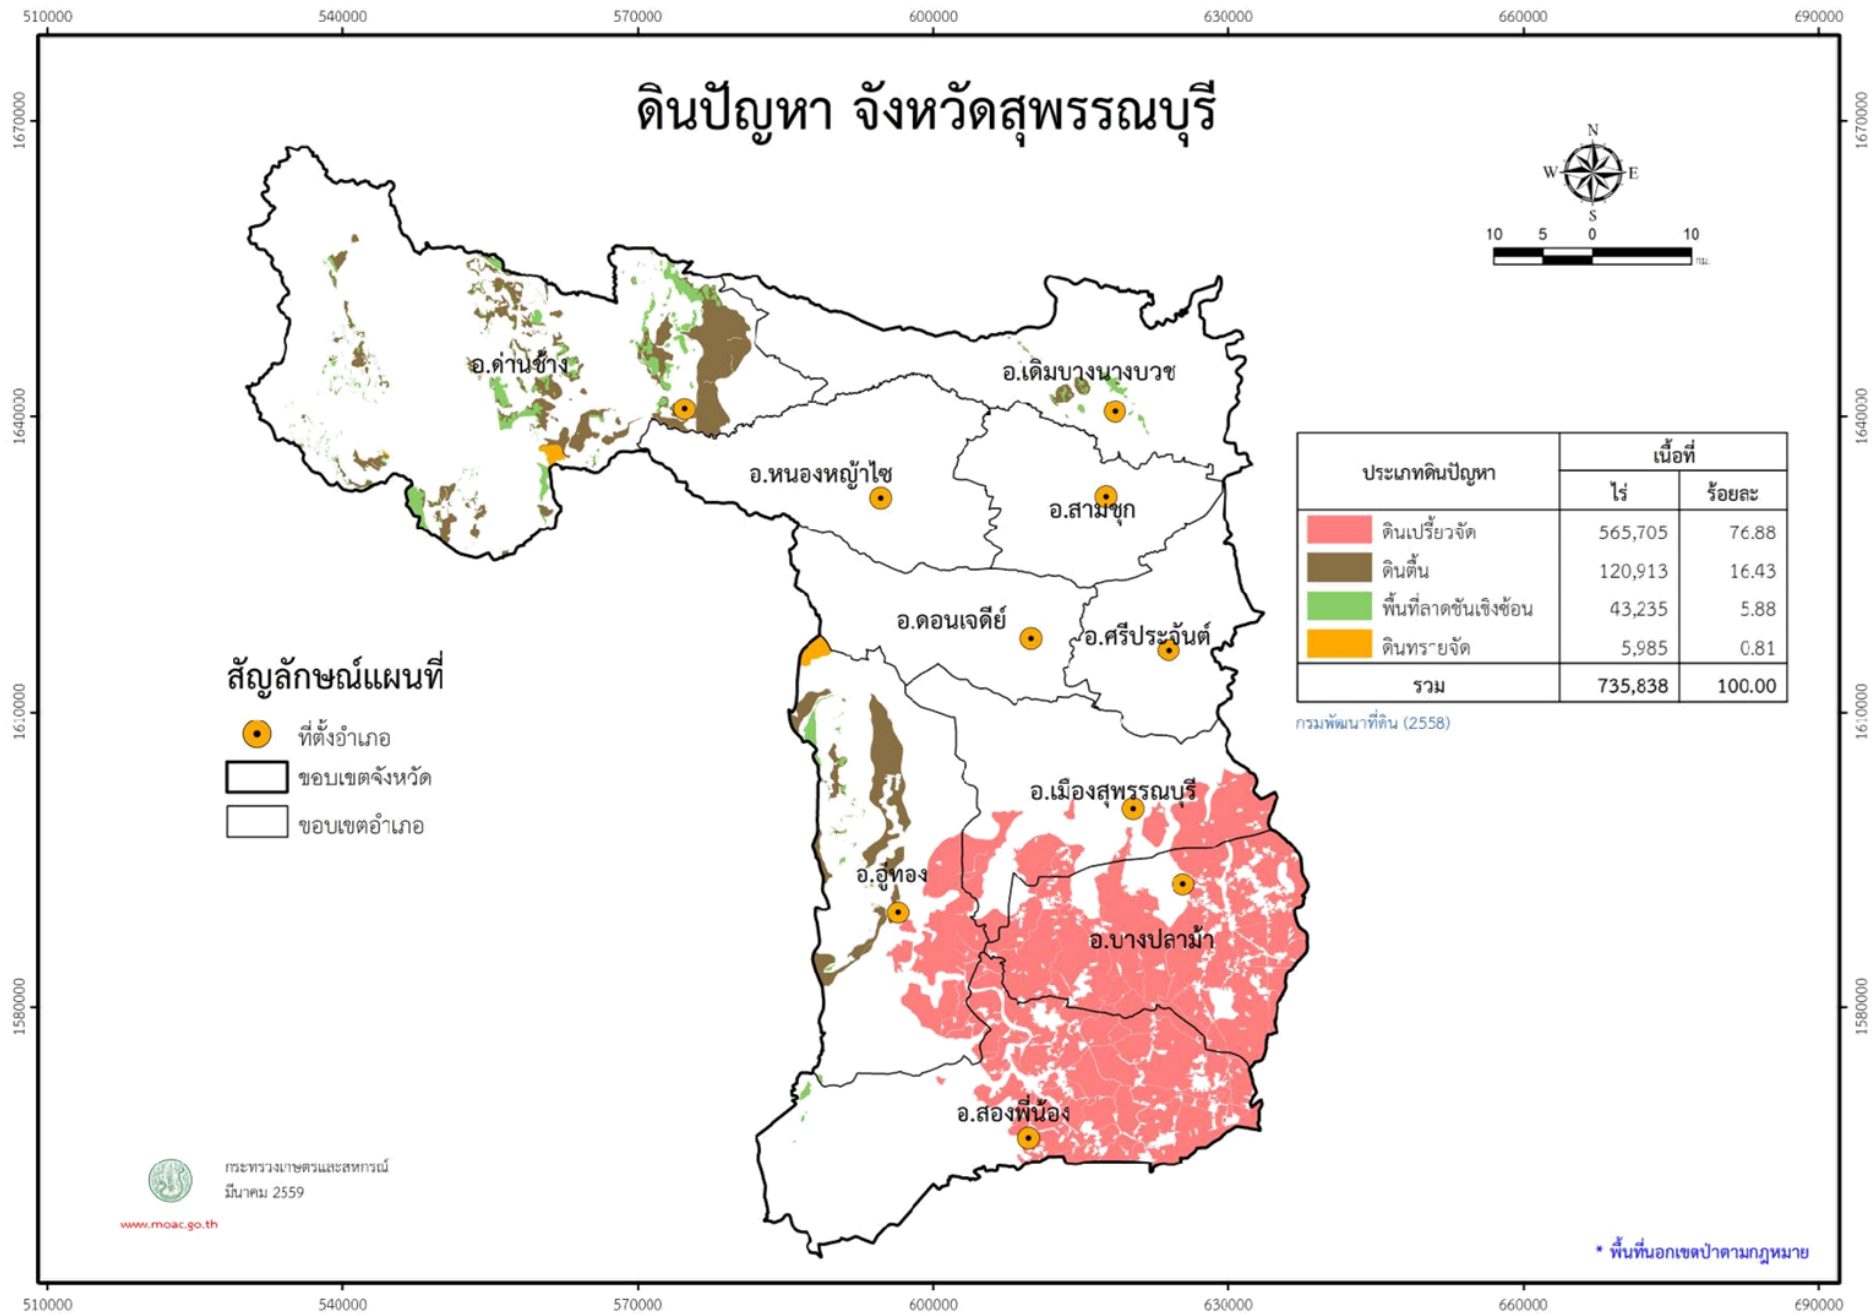 510000 540000 570000 600000 630000 660000 690000
ดินปัญหา จังหวัดสุพรรณบุรี
1670000
1670000
N
W E
S
10 5 0 10
กม.
อ.ด่านช้าง
อ.เดิมบางนางบวช
1640000
1640000
อ.หนองหญ้าไซ
อ.สามชุก
ประเภทดินปัญหา เนื้อที่
ไร่ ร้อยละ
ดินเปรี้ยวจัด 565,705 76.88
ดินตื้น 120,913 16.43
พื้นที่ลาดชันเชิงซ้อน 43,235 5.88
ดินทรายจัด 5,985 0.81
รวม 735,838 100.00
กรมพัฒนาที่ดิน (2558)
อ.ดอนเจดีย์
อ.ศรีประจันต์
สัญลักษณ์แผนที่
ที่ตั้งอำเภอ
ขอบเขตจังหวัด
ขอบเขตอำเภอ
1610000
1610000
อ.เมืองสุพรรณบุรี
อ.อู่ทอง
อ.บางปลาม้า
1580000
1580000
อ.สองพี่น้อง
กระทรวงเกษตรและสหกรณ์
มีนาคม 2559
www.moac.go.th
* พื้นที่นอกเขตป่าตามกฎหมาย
510000 540000 570000 600000 630000 660000 690000